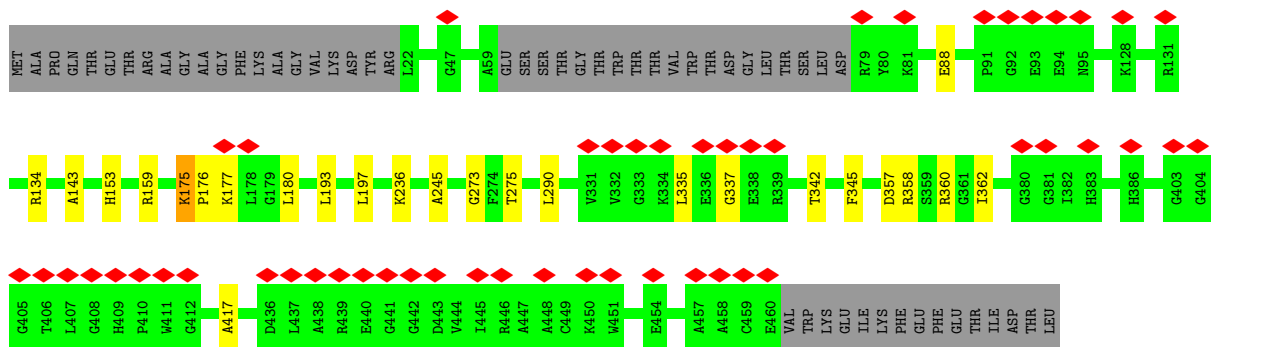 MET ALA PRO GLN THR GLU THR ARG ALA GLY ALA GLY PHE LYS ALA GLY VAL LYS ASP TYR ARG L22 G47 A59 GLU SER SER THR GLY THR TRP THR THR VAL TRP THR ASP GLY LEU THR SER LEU ASP R79 Y80 K81 E88 P91 G92 E93 E94 N95 K128 R131
R134 A143 H153 R159 K175 P176 K177 L178 G179 L180 L193 L197 K236 A245 G273 F274 T275 L290 V331 V332 G333 K334 L335 E336 G337 E338 R339 T342 F345 D357 R358 S359 R360 G361 I362 G380 G381 I382 H383 H386 G403 G404
G405 T406 L407 G408 H409 P410 W411 G412 A417 D436 L437 A438 R439 E440 G441 G442 D443 V444 I445 R446 A447 A448 C449 K450 W451 E454 A457 A458 C459 E460 VAL TRP LYS GLU ILE LYS PHE GLU PHE GLU THR ILE ASP THR LEU